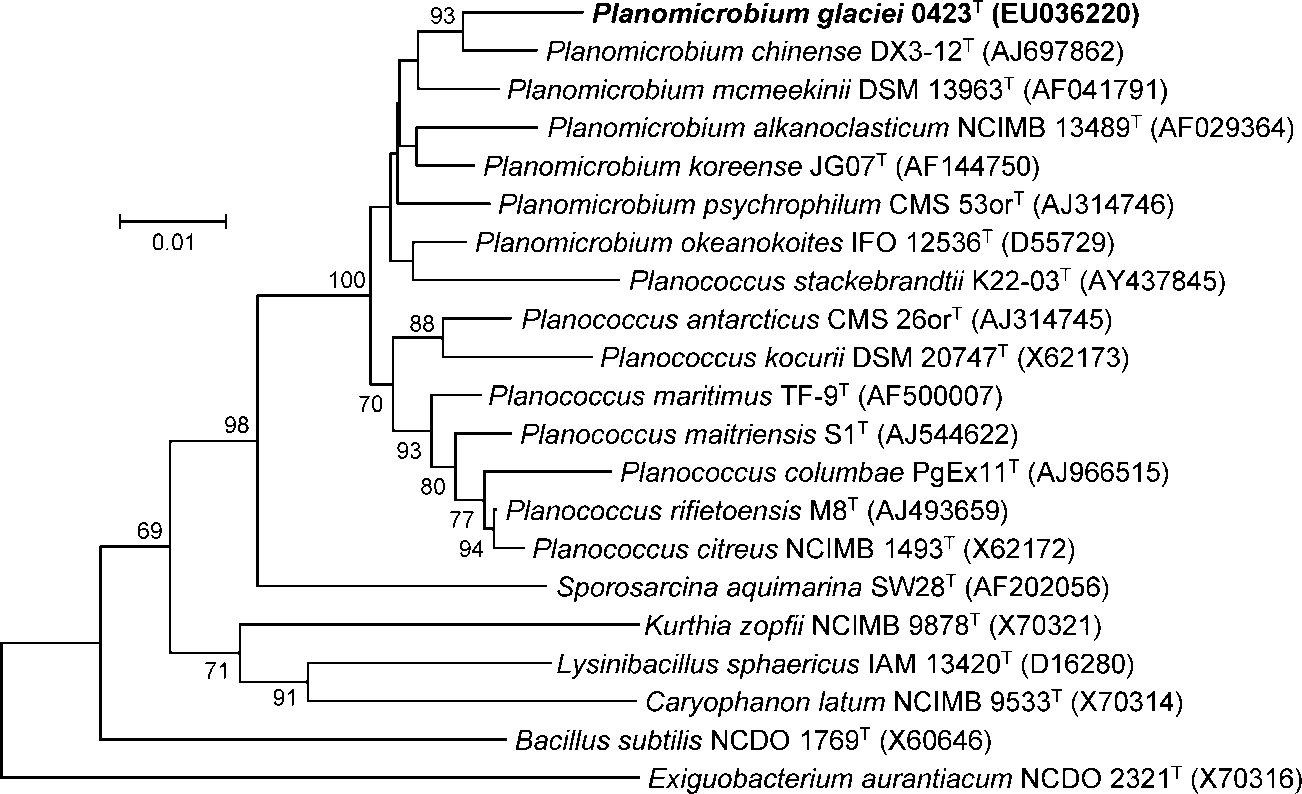 93
Planomicrobium glaciei 0423ᵀ (EU036220)
Planomicrobium chinense DX3-12ᵀ (AJ697862)
Planomicrobium mcmeekinii DSM 13963ᵀ (AF041791)
Planomicrobium alkanoclasticum NCIMB 13489ᵀ (AF029364)
Planomicrobium koreense JG07ᵀ (AF144750)
Planomicrobium psychrophilum CMS 53orᵀ (AJ314746)
0.01
Planomicrobium okeanokoites IFO 12536ᵀ (D55729)
100
Planococcus stackebrandtii K22-03ᵀ (AY437845)
88
Planococcus antarcticus CMS 26orᵀ (AJ314745)
Planococcus kocurii DSM 20747ᵀ (X62173)
70
Planococcus maritimus TF-9ᵀ (AF500007)
98
Planococcus maitriensis S1ᵀ (AJ544622)
93
Planococcus columbae PgEx11ᵀ (AJ966515)
80
Planococcus rifietoensis M8ᵀ (AJ493659)
77
69
94
Planococcus citreus NCIMB 1493ᵀ (X62172)
Sporosarcina aquimarina SW28ᵀ (AF202056)
Kurthia zopfii NCIMB 9878ᵀ (X70321)
71
Lysinibacillus sphaericus IAM 13420ᵀ (D16280)
91
Caryophanon latum NCIMB 9533ᵀ (X70314)
Bacillus subtilis NCDO 1769ᵀ (X60646)
Exiguobacterium aurantiacum NCDO 2321ᵀ (X70316)